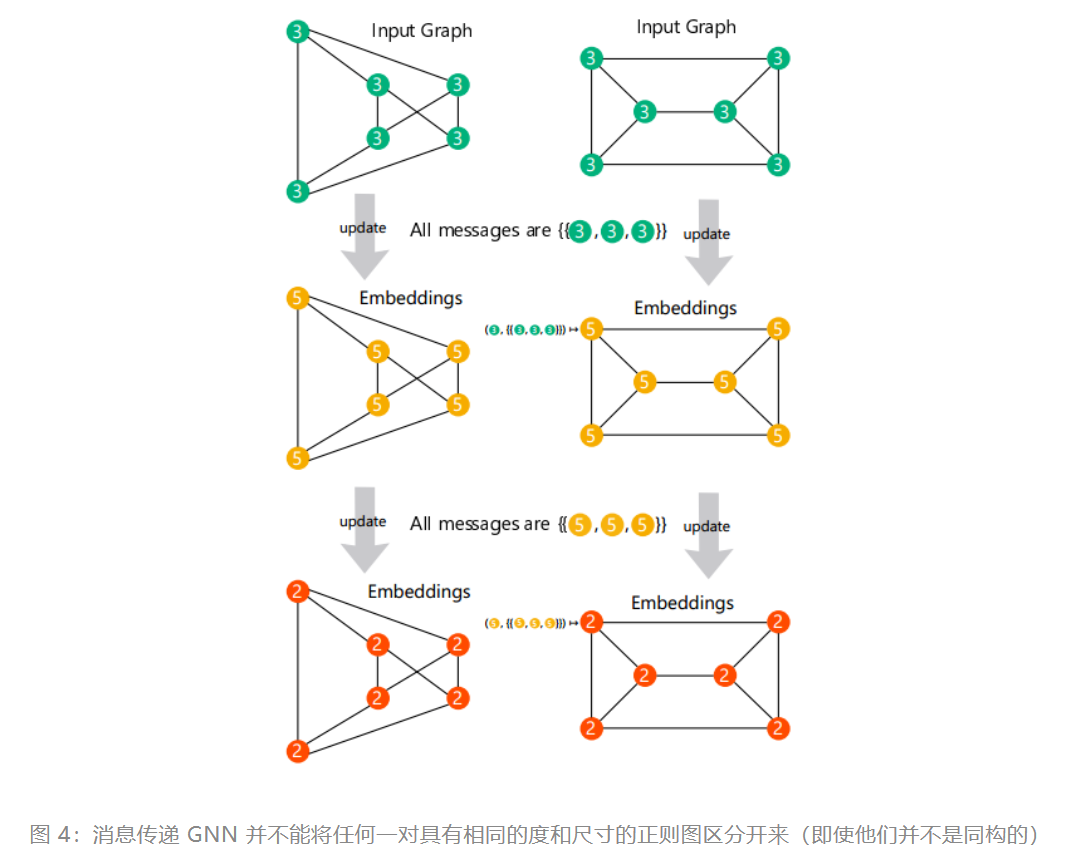 Input Graph
Input Graph
3
3
3
3
3
3
3
3
3
3
3
3
update
All messages are {{3,3,3}}
update
Embeddings
Embeddings
(3,{{3,3,3}}) ↦
5
5
5
5
5
5
5
5
5
5
5
5
update
All messages are {{5,5,5}}
update
Embeddings
Embeddings
(5,{{5,5,5}}) ↦
2
2
2
2
2
2
2
2
2
2
2
2
图 4：消息传递 GNN 并不能将任何一对具有相同的度和尺寸的正则图区分开来（即使他们并不是同构的）